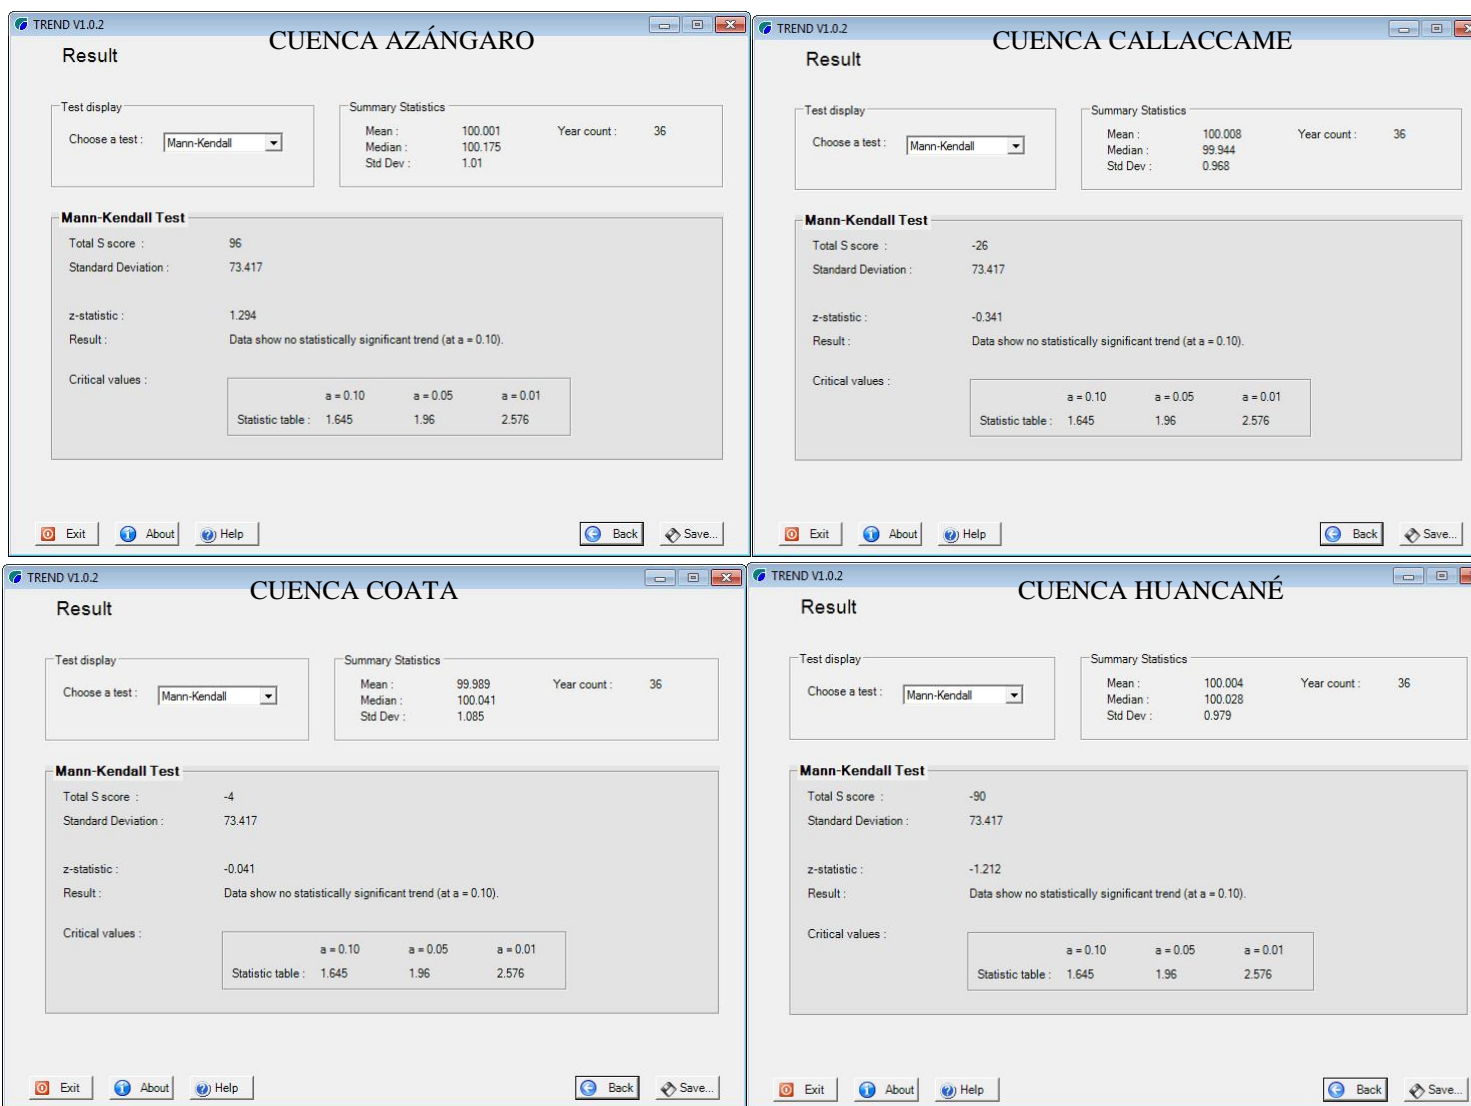 TREND V1.0.2
CUENCA AZÁNGARO
Result
Test display
Choose a test :
Mann-Kendall
Summary Statistics
Mean : 100.001 Year count : 36
Median : 100.175
Std Dev : 1.01
Mann-Kendall Test
Total S score : 96
Standard Deviation : 73.417
z-statistic : 1.294
Result : Data show no statistically significant trend (at a = 0.10).
Critical values :
a = 0.10 a = 0.05 a = 0.01
Statistic table : 1.645 1.96 2.576
Exit About Help Back Save...
TREND V1.0.2
CUENCA CALLACCAME
Result
Test display
Choose a test :
Mann-Kendall
Summary Statistics
Mean : 100.008 Year count : 36
Median : 99.944
Std Dev : 0.968
Mann-Kendall Test
Total S score : -26
Standard Deviation : 73.417
z-statistic : -0.341
Result : Data show no statistically significant trend (at a = 0.10).
Critical values :
a = 0.10 a = 0.05 a = 0.01
Statistic table : 1.645 1.96 2.576
Exit About Help Back Save...
TREND V1.0.2
CUENCA COATA
Result
Test display
Choose a test :
Mann-Kendall
Summary Statistics
Mean : 99.989 Year count : 36
Median : 100.041
Std Dev : 1.085
Mann-Kendall Test
Total S score : -4
Standard Deviation : 73.417
z-statistic : -0.041
Result : Data show no statistically significant trend (at a = 0.10).
Critical values :
a = 0.10 a = 0.05 a = 0.01
Statistic table : 1.645 1.96 2.576
Exit About Help Back Save...
TREND V1.0.2
CUENCA HUANCANÉ
Result
Test display
Choose a test :
Mann-Kendall
Summary Statistics
Mean : 100.004 Year count : 36
Median : 100.028
Std Dev : 0.979
Mann-Kendall Test
Total S score : -90
Standard Deviation : 73.417
z-statistic : -1.212
Result : Data show no statistically significant trend (at a = 0.10).
Critical values :
a = 0.10 a = 0.05 a = 0.01
Statistic table : 1.645 1.96 2.576
Exit About Help Back Save...